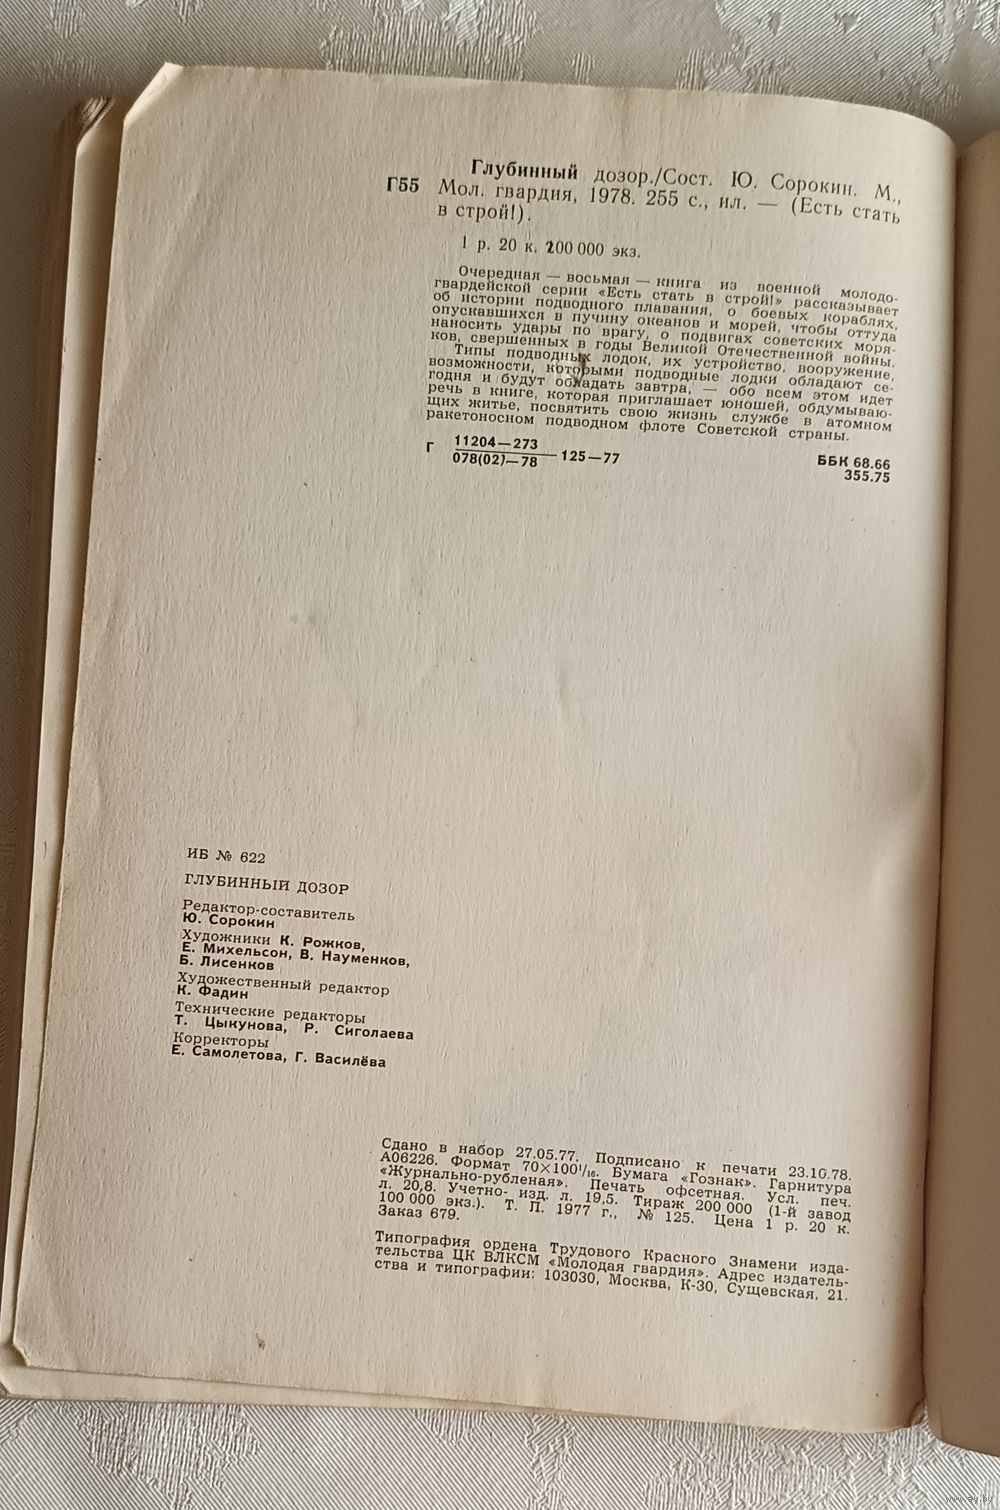 Глубинный дозор./Сост. Ю. Сорокин. М.,
Г55 Мол. гвардия, 1978. 255 с., ил. — (Есть стать
в строй!).
1 р. 20 к. 200 000 экз.
Очередная — восьмая — книга из военной молодо-
гвардейской серии «Есть стать в строй!» рассказывает
об истории подводного плавания, о боевых кораблях,
опускавшихся в пучину океанов и морей, чтобы оттуда
наносить удары по врагу, о подвигах советских моря-
ков, свершенных в годы Великой Отечественной войны.
Типы подводных лодок, их устройство, вооружение,
возможности, которыми подводные лодки обладают се-
годня и будут обладать завтра, — обо всем этом идет
речь в книге, которая приглашает юношей, обдумываю-
щих житье, посвятить свою жизнь службе в атомном
ракетоносном подводном флоте Советской страны.
Г 11204—273
078(02)—78 125—77
ББК 68.66
355.75
ИБ № 622
ГЛУБИННЫЙ ДОЗОР
Редактор-составитель
Ю. Сорокин
Художники К. Рожков,
Е. Михельсон, В. Науменков,
Б. Лисенков
Художественный редактор
К. Фадин
Технические редакторы
Т. Цыкунова, Р. Сиголаева
Корректоры
Е. Самолетова, Г. Василёва
Сдано в набор 27.05.77. Подписано к печати 23.10.78.
А06226. Формат 70×100¹/₁₆. Бумага «Гознак». Гарнитура
«Журнально-рубленая». Печать офсетная. Усл. печ.
л. 20,8. Учетно- изд. л. 19,5. Тираж 200 000 (1-й завод
100 000 экз.). Т. П. 1977 г., № 125. Цена 1 р. 20 к.
Заказ 679.
Типография ордена Трудового Красного Знамени изда-
тельства ЦК ВЛКСМ «Молодая гвардия». Адрес издатель-
ства и типографии: 103030, Москва, К-30, Сущевская, 21.
www.ay.by